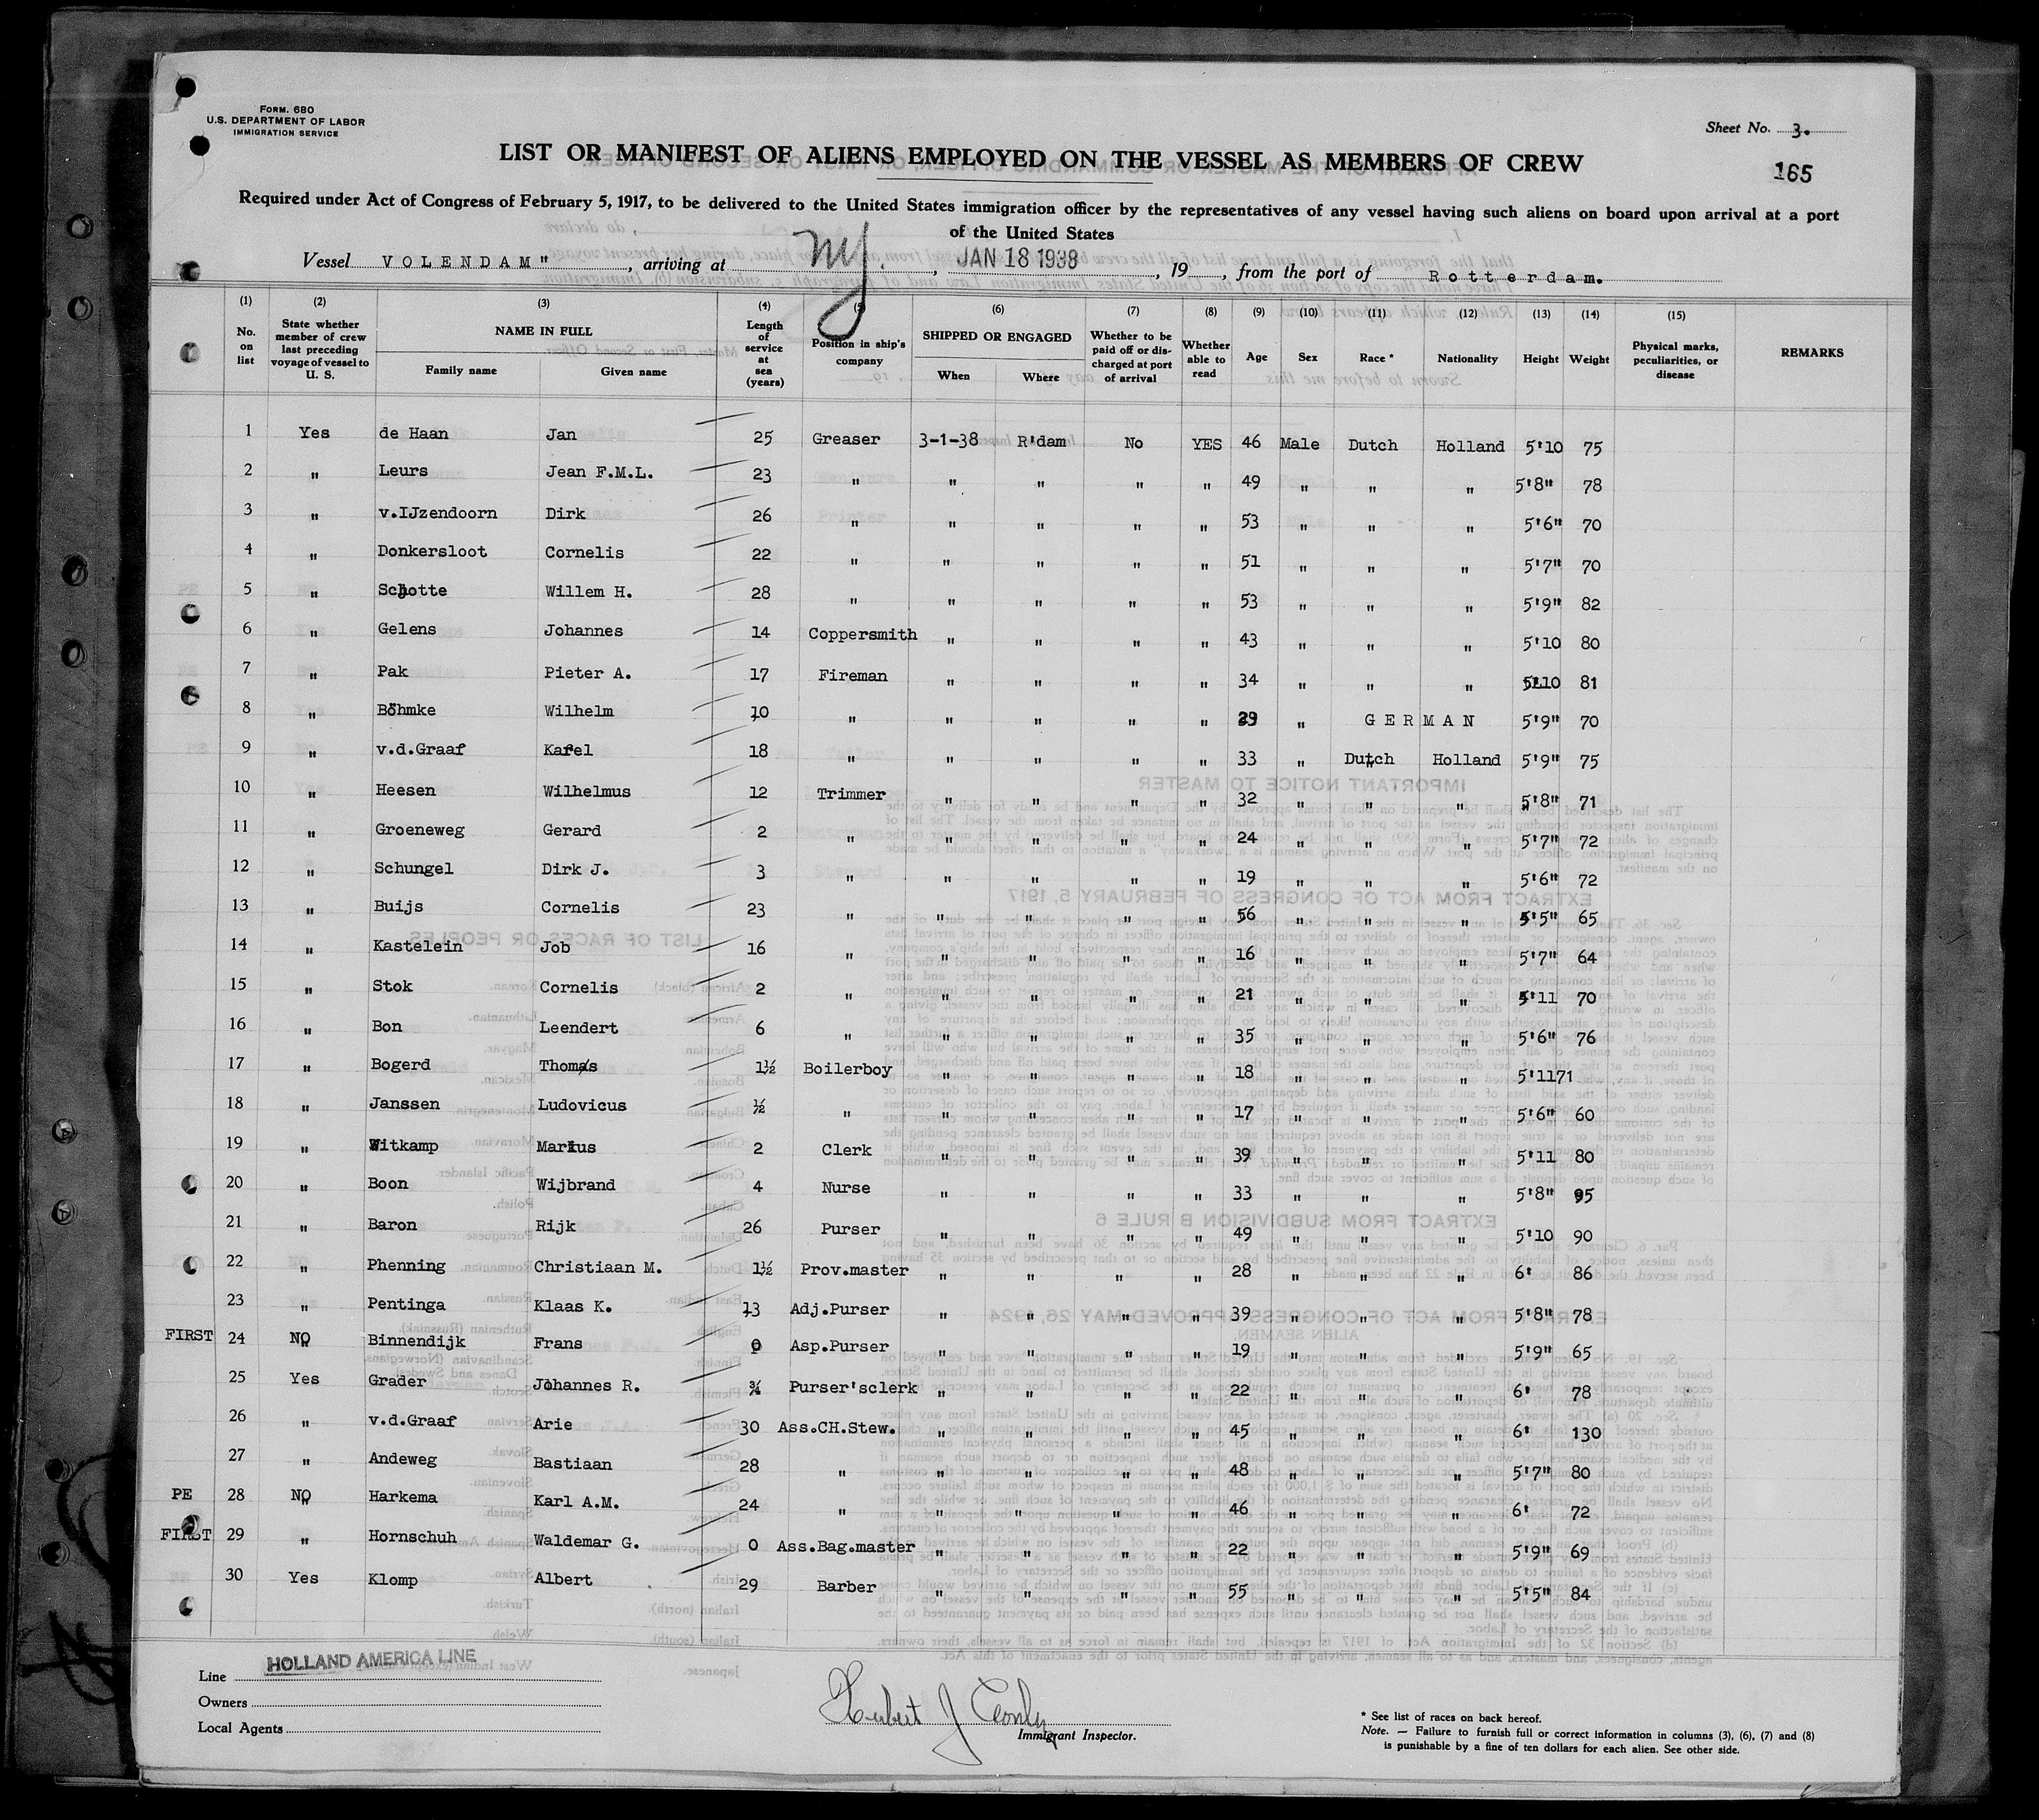 FORM. 680
U.S. DEPARTMENT OF LABOR
IMMIGRATION SERVICE
Sheet No. 3.
LIST OR MANIFEST OF ALIENS EMPLOYED ON THE VESSEL AS MEMBERS OF CREW
165
Required under Act of Congress of February 5, 1917, to be delivered to the United States immigration officer by the representatives of any vessel having such aliens on board upon arrival at a port
of the United States
Vessel VOLENDAM", arriving at NY., JAN 18 1938, 19, from the port of Rotterdam.
(1) (2) (3) (4) (5) (6) (7) (8) (9) (10) (11) (12) (13) (14) (15)
No. on list State whether member of crew last preceding voyage of vessel to U. S. NAME IN FULL Family name Given name Length of service at sea (years) Position in ship's company SHIPPED OR ENGAGED When Where Whether to be paid off or discharged at port of arrival Whether able to read Age Sex Race * Nationality Height Weight Physical marks, peculiarities, or disease REMARKS
1 Yes de Haan Jan 25 Greaser 3-1-38 R'dam No YES 46 Male Dutch Holland 5'10 75
2 " Leurs Jean F.M.L. 23 " " " " " 49 " " " 5'8" 78
3 " v.IJzendoorn Dirk 26 " " " " " 53 " " " 5'6" 70
4 " Donkersloot Cornelis 22 " " " " " 51 " " " 5'7" 70
5 " Schotte Willem H. 28 " " " " " 53 " " " 5'9" 82
6 " Gelens Johannes 14 Coppersmith " " " " 43 " " " 5'10 80
7 " Pak Pieter A. 17 Fireman " " " " 34 " " " 5'10 81
8 " Böhmke Wilhelm 10 " " " " " 29 " GERMAN 5'9" 70
9 " v.d.Graaf Karel 18 " " " " " 33 " Dutch Holland 5'9" 75
10 " Heesen Wilhelmus 12 Trimmer " " " " 32 " " " 5'8" 71
11 " Groeneweg Gerard 2 " " " " " 24 " " " 5'7" 72
12 " Schungel Dirk J. 3 " " " " " 19 " " " 5'6" 72
13 " Buijs Cornelis 23 " " " " " 56 " " " 5'5" 65
14 " Kastelein Job 16 " " " " " 16 " " " 5'7" 64
15 " Stok Cornelis 2 " " " " " 21 " " " 5'11 70
16 " Bon Leendert 6 " " " " " 35 " " " 5'6" 76
17 " Bogerd Thomas 1½ Boilerboy " " " " 18 " " " 5'11 71
18 " Janssen Ludovicus ½ " " " " " 17 " " " 5'6" 60
19 " Witkamp Markus 2 Clerk " " " " 39 " " " 5'11 80
20 " Boon Wijbrand 4 Nurse " " " " 33 " " " 5'8" 95
21 " Baron Rijk 26 Purser " " " " 49 " " " 5'10 90
22 " Phenning Christiaan M. 1½ Prov.master " " " " 28 " " " 6' 86
23 " Pentinga Klaas K. 13 Adj.Purser " " " " 39 " " " 5'8" 78
FIRST 24 NO Binnendijk Frans 0 Asp.Purser " " " " 19 " " " 5'9" 65
25 Yes Grader Johannes R. ¾ Purser'sclerk " " " " 22 " " " 6' 78
26 " v.d.Graaf Arie 30 Ass.CH.Stew. " " " " 45 " " " 6' 130
27 " Andeweg Bastiaan 28 " " " " " 48 " " " 5'7" 80
PE 28 NO Harkema Karl A.M. 24 " " " " " 46 " " " 6' 72
FIRST 29 " Hornschuh Waldemar G. 0 Ass.Bag.master " " " " 22 " " " 5'9" 69
30 Yes Klomp Albert 29 Barber " " " " 55 " " " 5'5" 84
Line HOLLAND AMERICA LINE
Owners
Local Agents
Herbert J
Immigrant Inspector.
* See list of races on back hereof.
Note. — Failure to furnish full or correct information in columns (3), (6), (7) and (8)
is punishable by a fine of ten dollars for each alien. See other side.